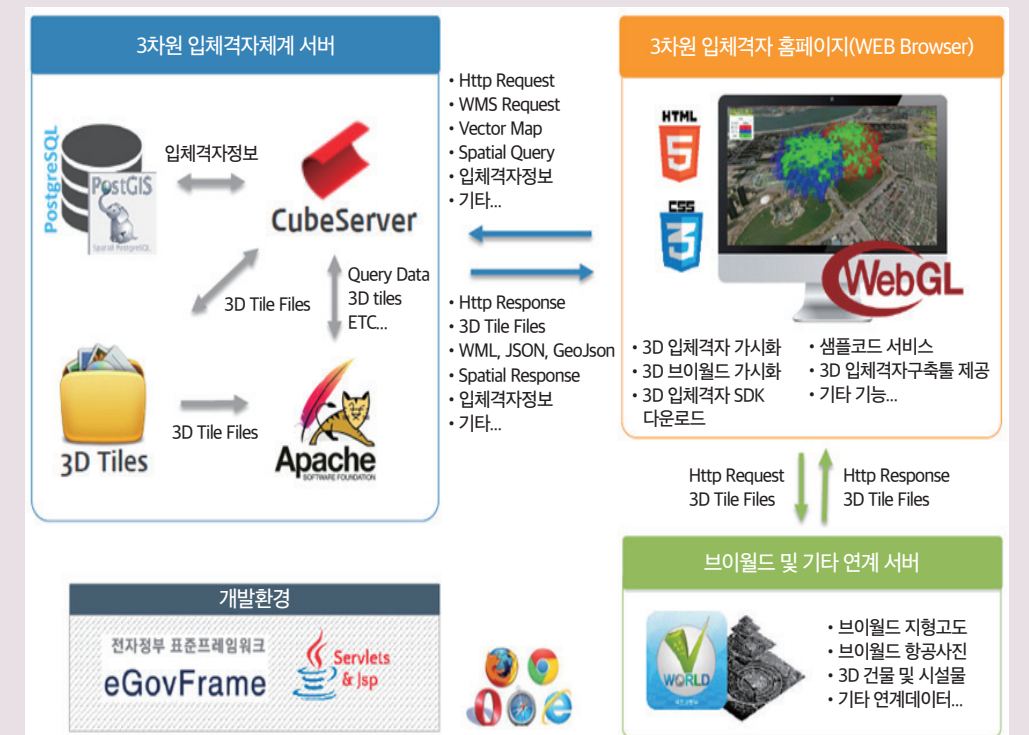 3차원 입체격자체계 서버
PostgreSQL
PostGIS
Spatial PostgreSQL
입체격자정보
CubeServer
3D Tile Files
Query Data
3D tiles
ETC...
3D Tiles
3D Tile Files
Apache
SOFTWARE FOUNDATION
• Http Request
• WMS Request
• Vector Map
• Spatial Query
• 입체격자정보
• 기타...
• Http Response
• 3D Tile Files
• WML, JSON, GeoJson
• Spatial Response
• 입체격자정보
• 기타...
3차원 입체격자 홈페이지(WEB Browser)
HTML
5
CSS
3
WebGL
• 3D 입체격자 가시화
• 3D 브이월드 가시화
• 3D 입체격자 SDK
다운로드
• 샘플코드 서비스
• 3D 입체격자구축툴 제공
• 기타 기능...
Http Request
3D Tile Files
Http Response
3D Tile Files
브이월드 및 기타 연계 서버
V
WORLD
• 브이월드 지형고도
• 브이월드 항공사진
• 3D 건물 및 시설물
• 기타 연계데이터...
개발환경
전자정부 표준프레임워크
eGovFrame
Servlets
& Jsp